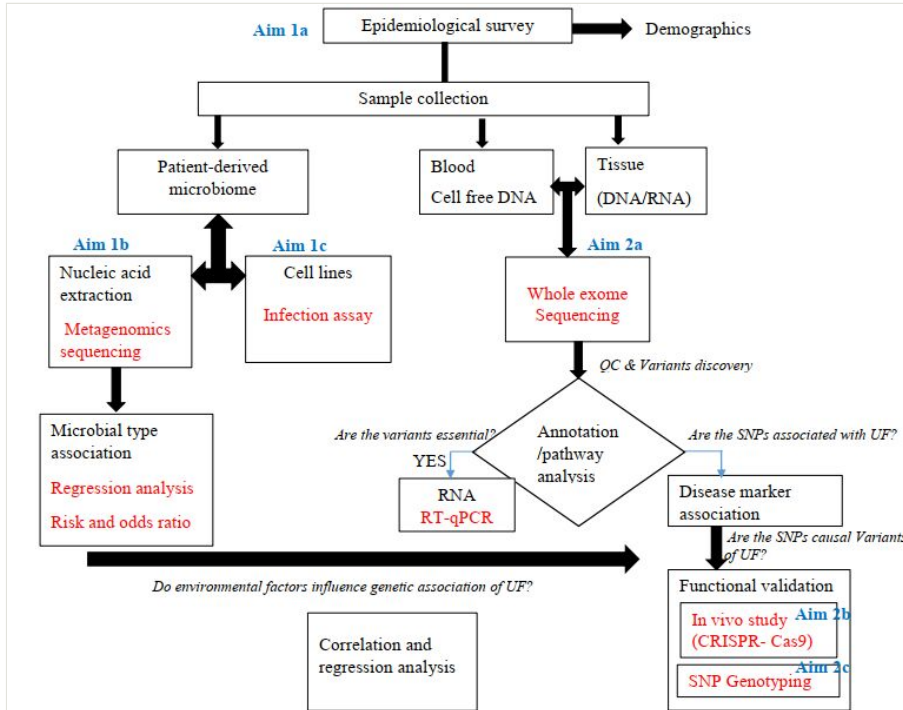 Aim 1a
Epidemiological survey
Demographics
Sample collection
Patient-derived
microbiome
Blood
Cell free DNA
Tissue
(DNA/RNA)
Aim 1b
Aim 1c
Aim 2a
Nucleic acid
extraction
Metagenomics
sequencing
Cell lines
Infection assay
Whole exome
Sequencing
QC & Variants discovery
Microbial type
association
Regression analysis
Risk and odds ratio
Are the variants essential?
YES
RNA
RT-qPCR
Annotation
/pathway
analysis
Are the SNPs associated with UF?
Disease marker
association
Are the SNPs causal Variants
of UF?
Do environmental factors influence genetic association of UF?
Correlation and
regression analysis
Functional validation
Aim 2b
In vivo study
(CRISPR- Cas9)
Aim 2c
SNP Genotyping